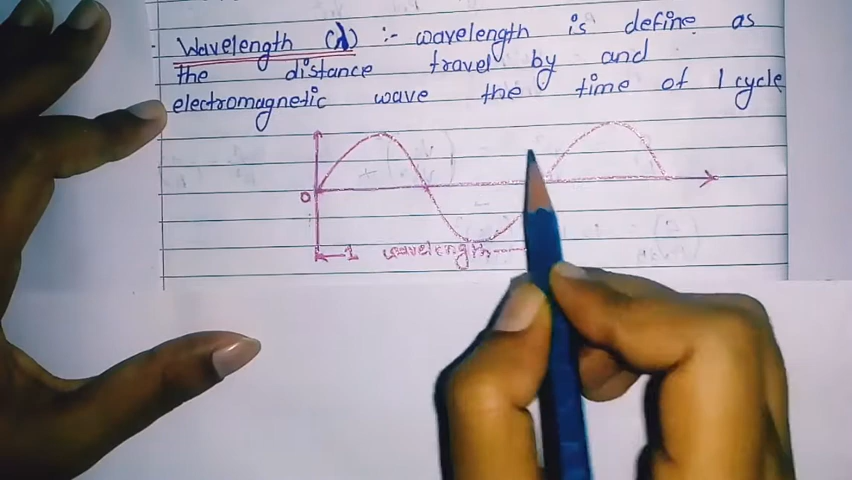 Wavelength (λ) :- wavelength is define as
the distance travel by and
electromagnetic wave the time of 1 cycle
+
0
-
1 wavelength